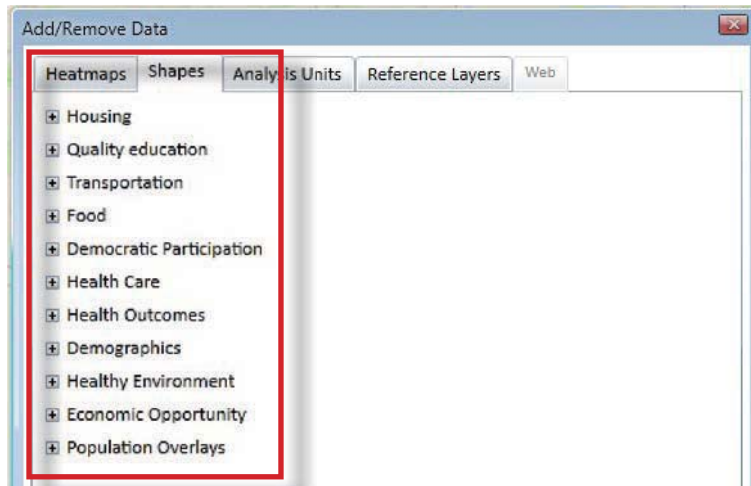 Add/Remove Data
Heatmaps Shapes Analysis Units Reference Layers Web
Housing
Quality education
Transportation
Food
Democratic Participation
Health Care
Health Outcomes
Demographics
Healthy Environment
Economic Opportunity
Population Overlays